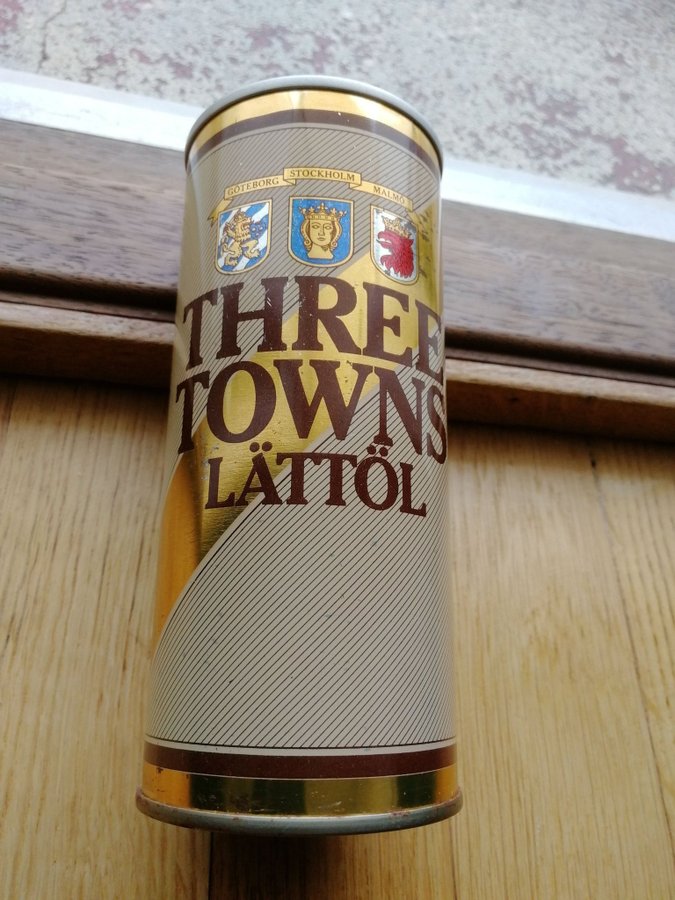 GÖTEBORG STOCKHOLM MALMÖ
THREE
TOWNS
LÄTTÖL